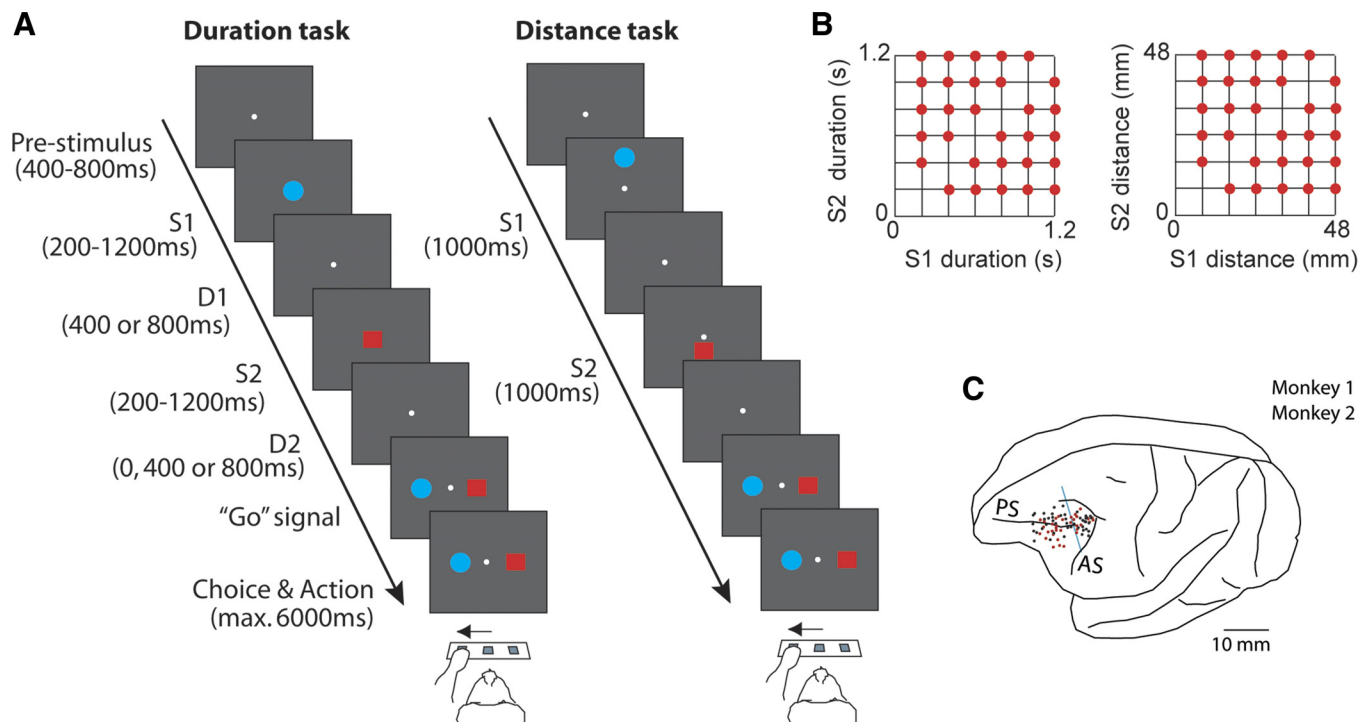 A
Duration task
Distance task
Pre-stimulus
(400-800ms)
S1
(200-1200ms)
D1
(400 or 800ms)
S2
(200-1200ms)
D2
(0, 400 or 800ms)
"Go" signal
Choice & Action
(max. 6000ms)
S1
(1000ms)
S2
(1000ms)
B
1.2
S2 duration (s)
0
0
1.2
S1 duration (s)
48
S2 distance (mm)
0
0
48
S1 distance (mm)
C
Monkey 1
Monkey 2
PS
AS
10 mm